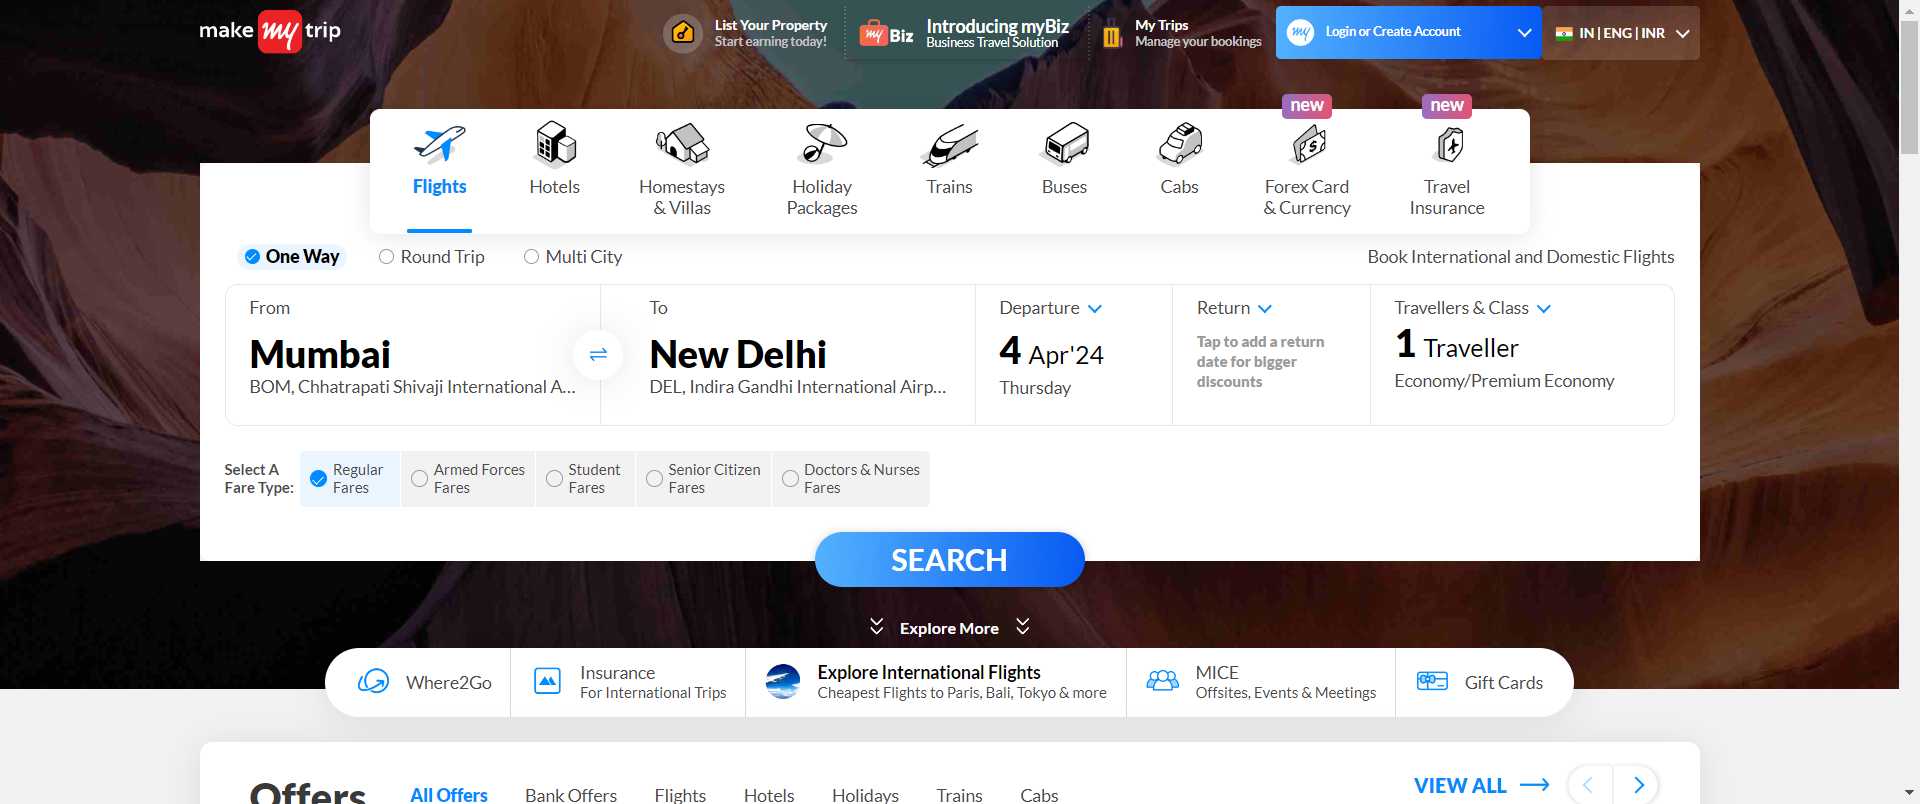 make my trip
List Your Property
Start earning today!
my Biz
Introducing myBiz
Business Travel Solution
My Trips
Manage your bookings
my
Login or Create Account
IN | ENG | INR
new
new
Flights
Hotels
Homestays
& Villas
Holiday
Packages
Trains
Buses
Cabs
Forex Card
& Currency
Travel
Insurance
One Way
Round Trip
Multi City
Book International and Domestic Flights
From
Mumbai
BOM, Chhatrapati Shivaji International A...
To
New Delhi
DEL, Indira Gandhi International Airp...
Departure
4 Apr'24
Thursday
Return
Tap to add a return
date for bigger
discounts
Travellers & Class
1 Traveller
Economy/Premium Economy
Select A
Fare Type:
Regular
Fares
Armed Forces
Fares
Student
Fares
Senior Citizen
Fares
Doctors & Nurses
Fares
SEARCH
Explore More
Where2Go
Insurance
For International Trips
Explore International Flights
Cheapest Flights to Paris, Bali, Tokyo & more
MICE
Offsites, Events & Meetings
Gift Cards
Offers
All Offers
Bank Offers
Flights
Hotels
Holidays
Trains
Cabs
VIEW ALL